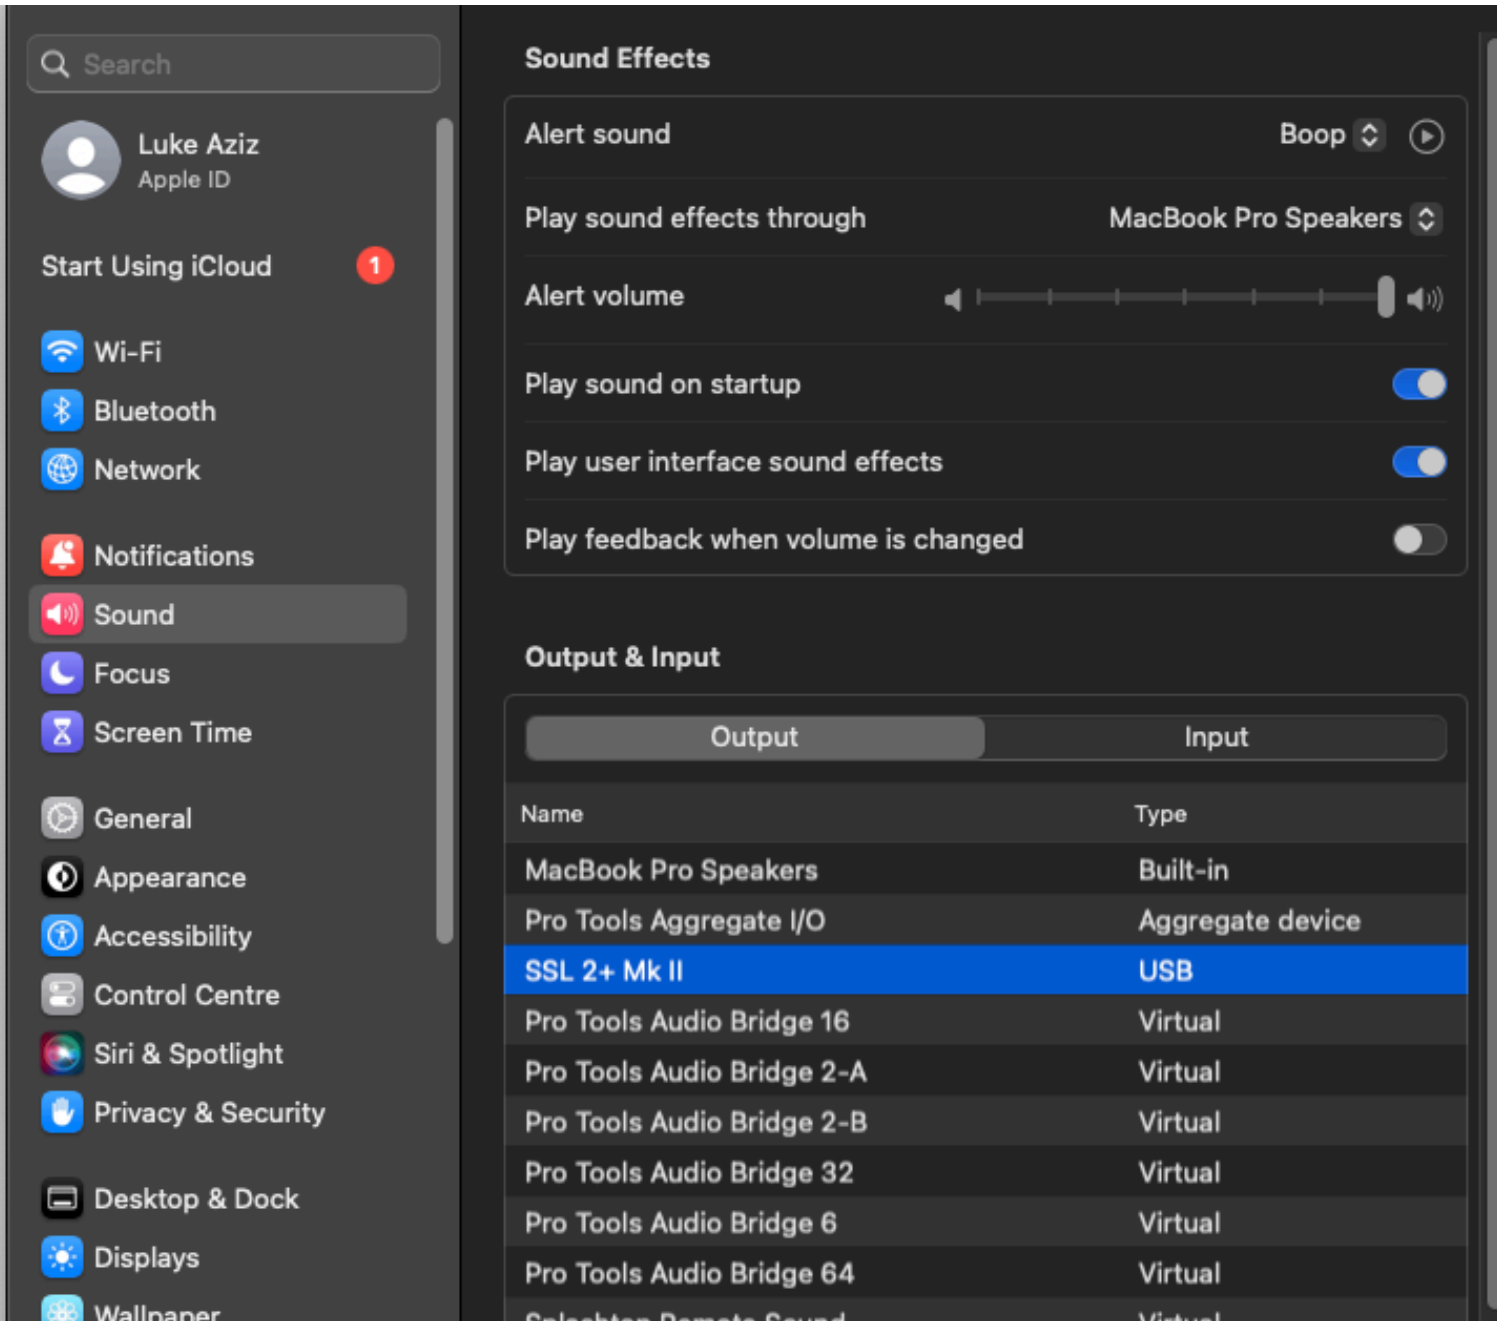 Search
Luke Aziz
Apple ID
Start Using iCloud 1
Wi-Fi
Bluetooth
Network
Notifications
Sound
Focus
Screen Time
General
Appearance
Accessibility
Control Centre
Siri & Spotlight
Privacy & Security
Desktop & Dock
Displays
Wallpaper
Sound Effects
Alert sound Boop
Play sound effects through MacBook Pro Speakers
Alert volume
Play sound on startup
Play user interface sound effects
Play feedback when volume is changed
Output & Input
Output Input
Name Type
MacBook Pro Speakers Built-in
Pro Tools Aggregate I/O Aggregate device
SSL 2+ Mk II USB
Pro Tools Audio Bridge 16 Virtual
Pro Tools Audio Bridge 2-A Virtual
Pro Tools Audio Bridge 2-B Virtual
Pro Tools Audio Bridge 32 Virtual
Pro Tools Audio Bridge 6 Virtual
Pro Tools Audio Bridge 64 Virtual
Splashtop Remote Sound Virtual